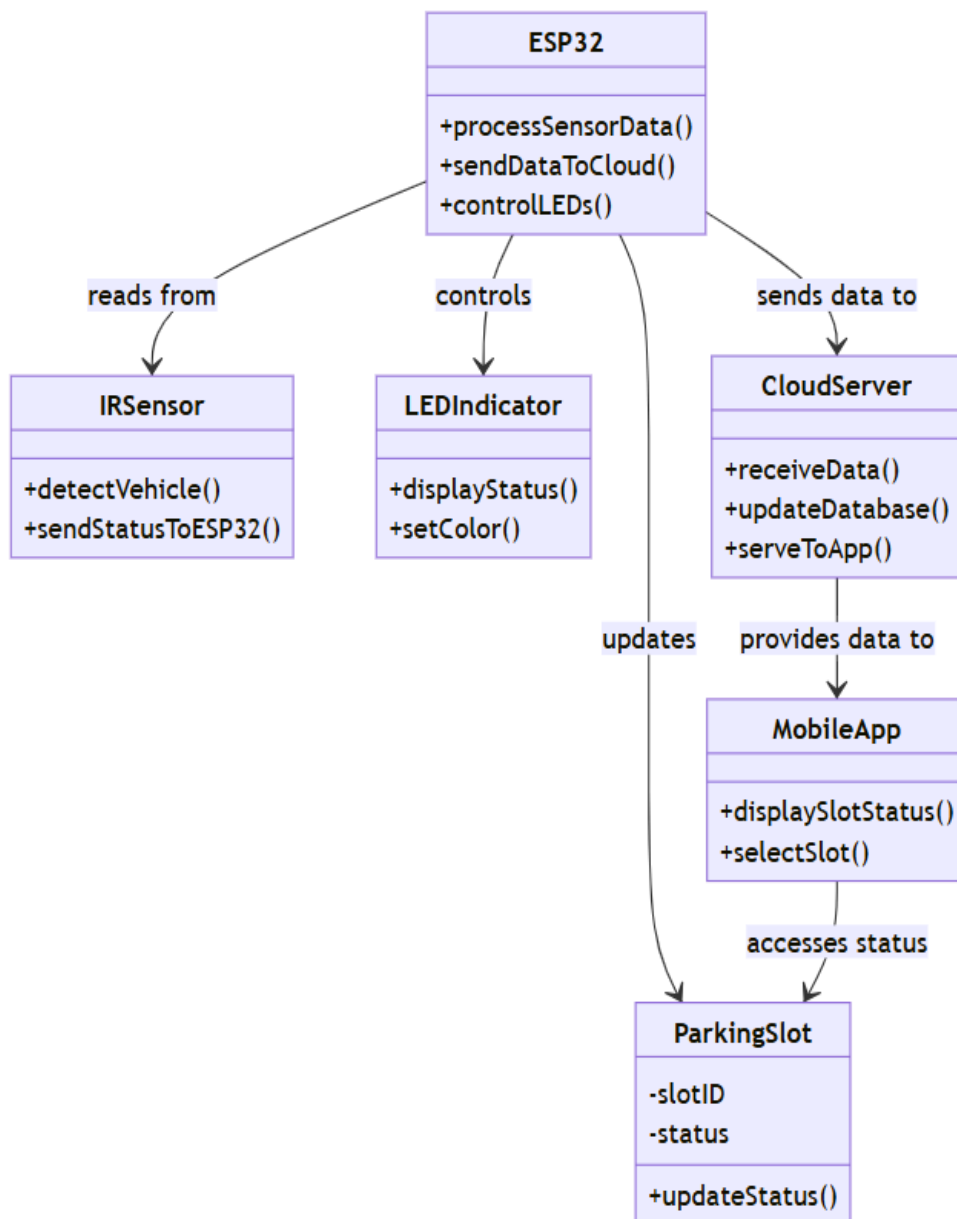 ESP32
+processSensorData()
+sendDataToCloud()
+controlLEDs()
reads from
controls
sends data to
IRSensor
+detectVehicle()
+sendStatusToESP32()
LEDIndicator
+displayStatus()
+setColor()
CloudServer
+receiveData()
+updateDatabase()
+serveToApp()
updates
provides data to
MobileApp
+displaySlotStatus()
+selectSlot()
accesses status
ParkingSlot
-slotID
-status
+updateStatus()